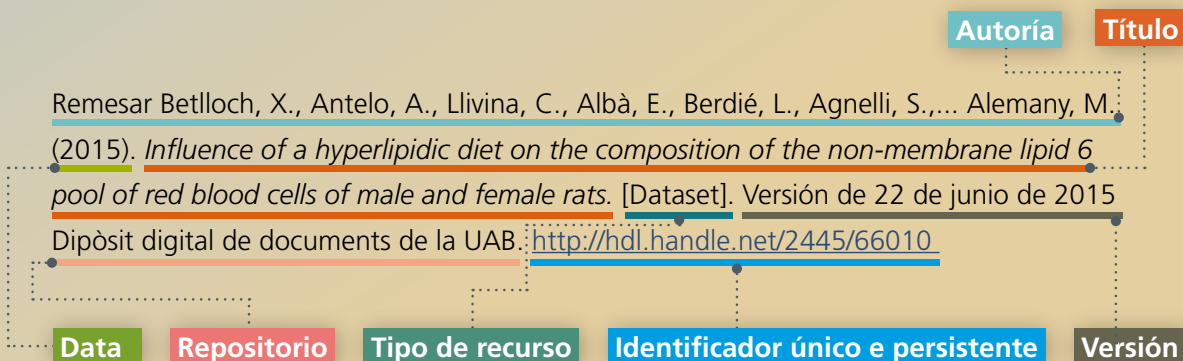 Autoría Título
Remesar Betlloch, X., Antelo, A., Llivina, C., Albà, E., Berdié, L., Agnelli, S.,... Alemany, M.
(2015). Influence of a hyperlipidic diet on the composition of the non-membrane lipid 6
pool of red blood cells of male and female rats. [Dataset]. Versión de 22 de junio de 2015
Dipòsit digital de documents de la UAB. http://hdl.handle.net/2445/66010
Data Repositorio Tipo de recurso Identificador único e persistente Versión